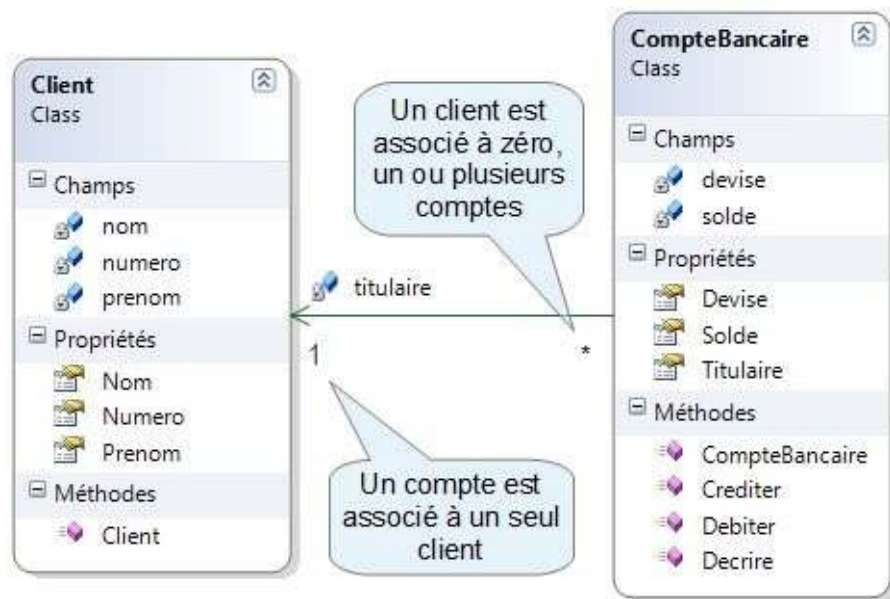 Client
Class
Champs
nom
numero
prenom
Propriétés
Nom
Numero
Prenom
Méthodes
Client
Un client est
associé à zéro,
un ou plusieurs
comptes
titulaire
1
*
Un compte est
associé à un seul
client
CompteBancaire
Class
Champs
devise
solde
Propriétés
Devise
Solde
Titulaire
Méthodes
CompteBancaire
Crediter
Debiter
Decrire